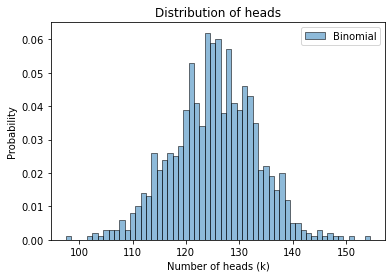 Distribution of heads
Binomial
Probability
0.06
0.05
0.04
0.03
0.02
0.01
0.00
100 110 120 130 140 150
Number of heads (k)